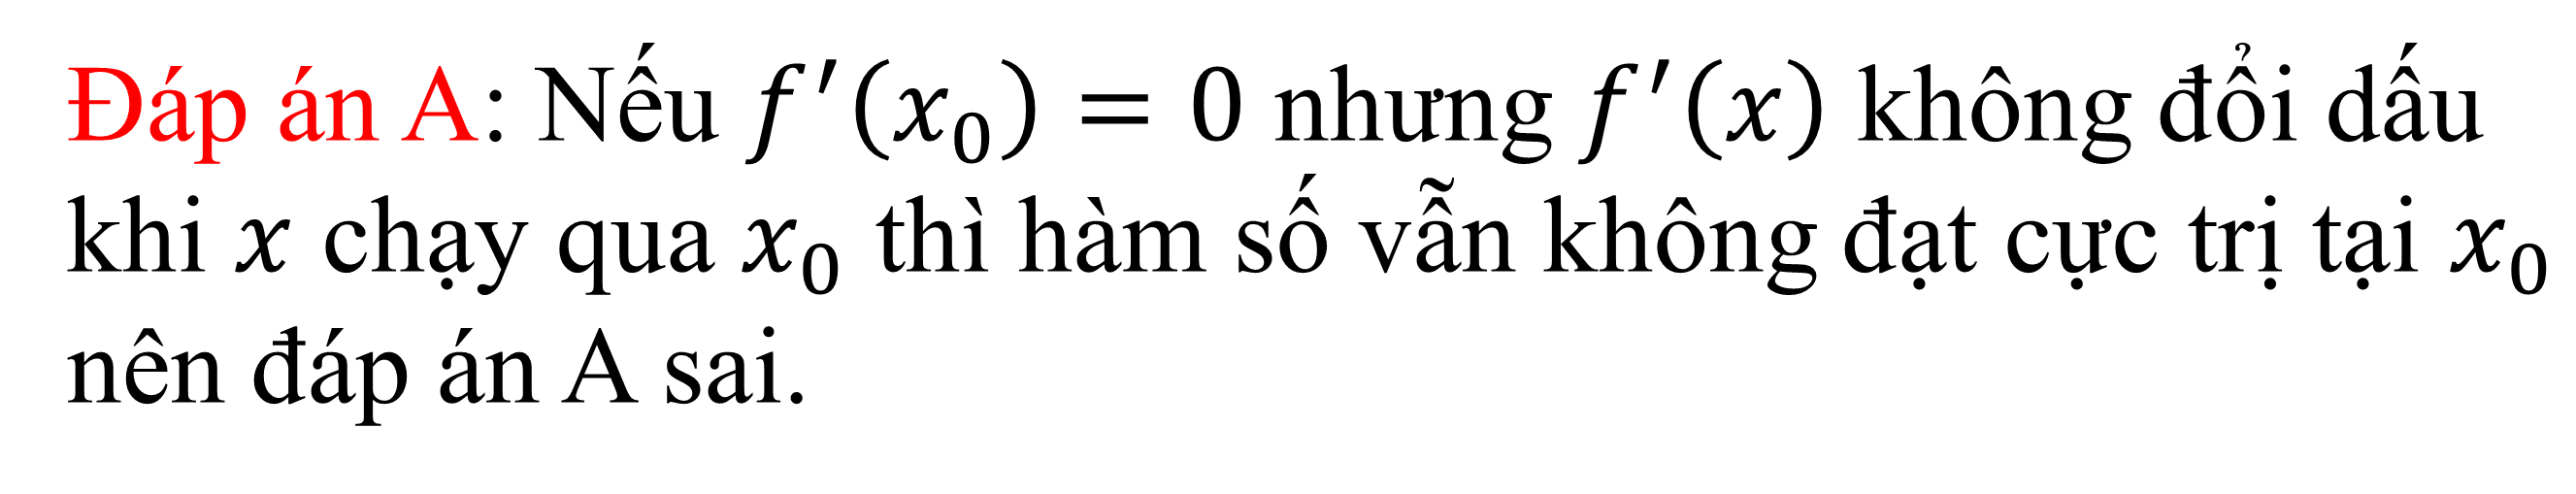 Đáp án A: Nếu f′(x₀) = 0 nhưng f′(x) không đổi dấu
khi x chạy qua x₀ thì hàm số vẫn không đạt cực trị tại x₀
nên đáp án A sai.